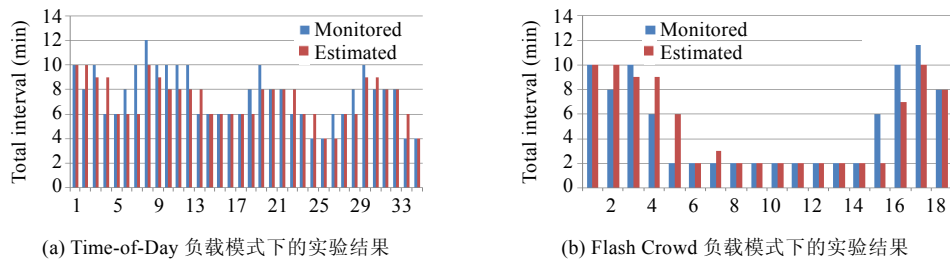 Total interval (min)
14
12
10
8
6
4
2
0
Monitored
Estimated
1 5 9 13 17 21 25 29 33
(a) Time-of-Day 负载模式下的实验结果
Total interval (min)
14
12
10
8
6
4
2
0
Monitored
Estimated
2 4 6 8 10 12 14 16 18
(b) Flash Crowd 负载模式下的实验结果